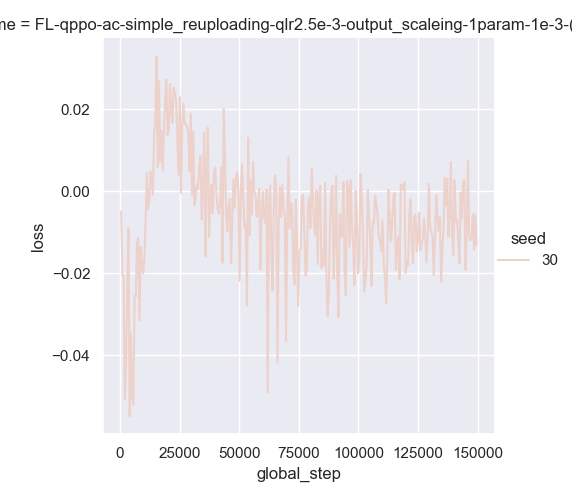 me = FL-qppo-ac-simple_reuploading-qlr2.5e-3-output_scaleing-1param-1e-3-(
0.02
0.00
−0.02
−0.04
loss
seed
30
0 25000 50000 75000 100000 125000 150000
global_step